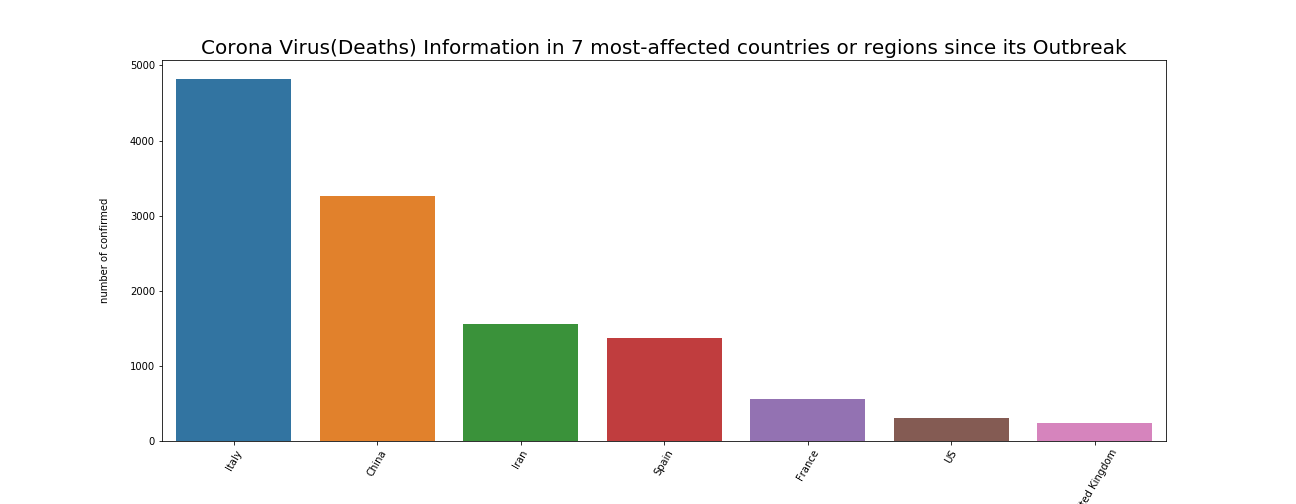 Corona Virus(Deaths) Information in 7 most-affected countries or regions since its Outbreak
number of confirmed
5000
4000
3000
2000
1000
0
Italy
China
Iran
Spain
France
US
Kingdom